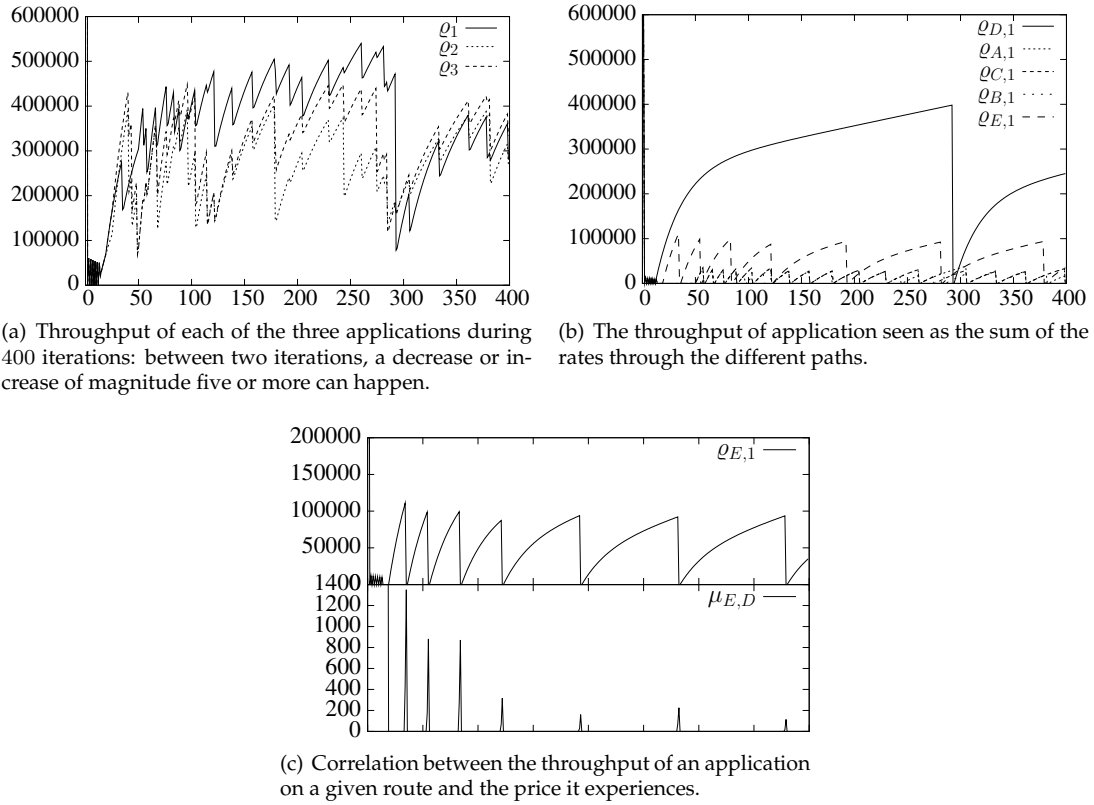 600000
500000
400000
300000
200000
100000
0
0 50 100 150 200 250 300 350 400
ϱ1
ϱ2
ϱ3
(a) Throughput of each of the three applications during
400 iterations: between two iterations, a decrease or in-
crease of magnitude five or more can happen.
600000
500000
400000
300000
200000
100000
0
0 50 100 150 200 250 300 350 400
ϱD,1
ϱA,1
ϱC,1
ϱB,1
ϱE,1
(b) The throughput of application seen as the sum of the
rates through the different paths.
200000
150000
100000
50000
0
ϱE,1
1400
1200
1000
800
600
400
200
0
μE,D
(c) Correlation between the throughput of an application
on a given route and the price it experiences.